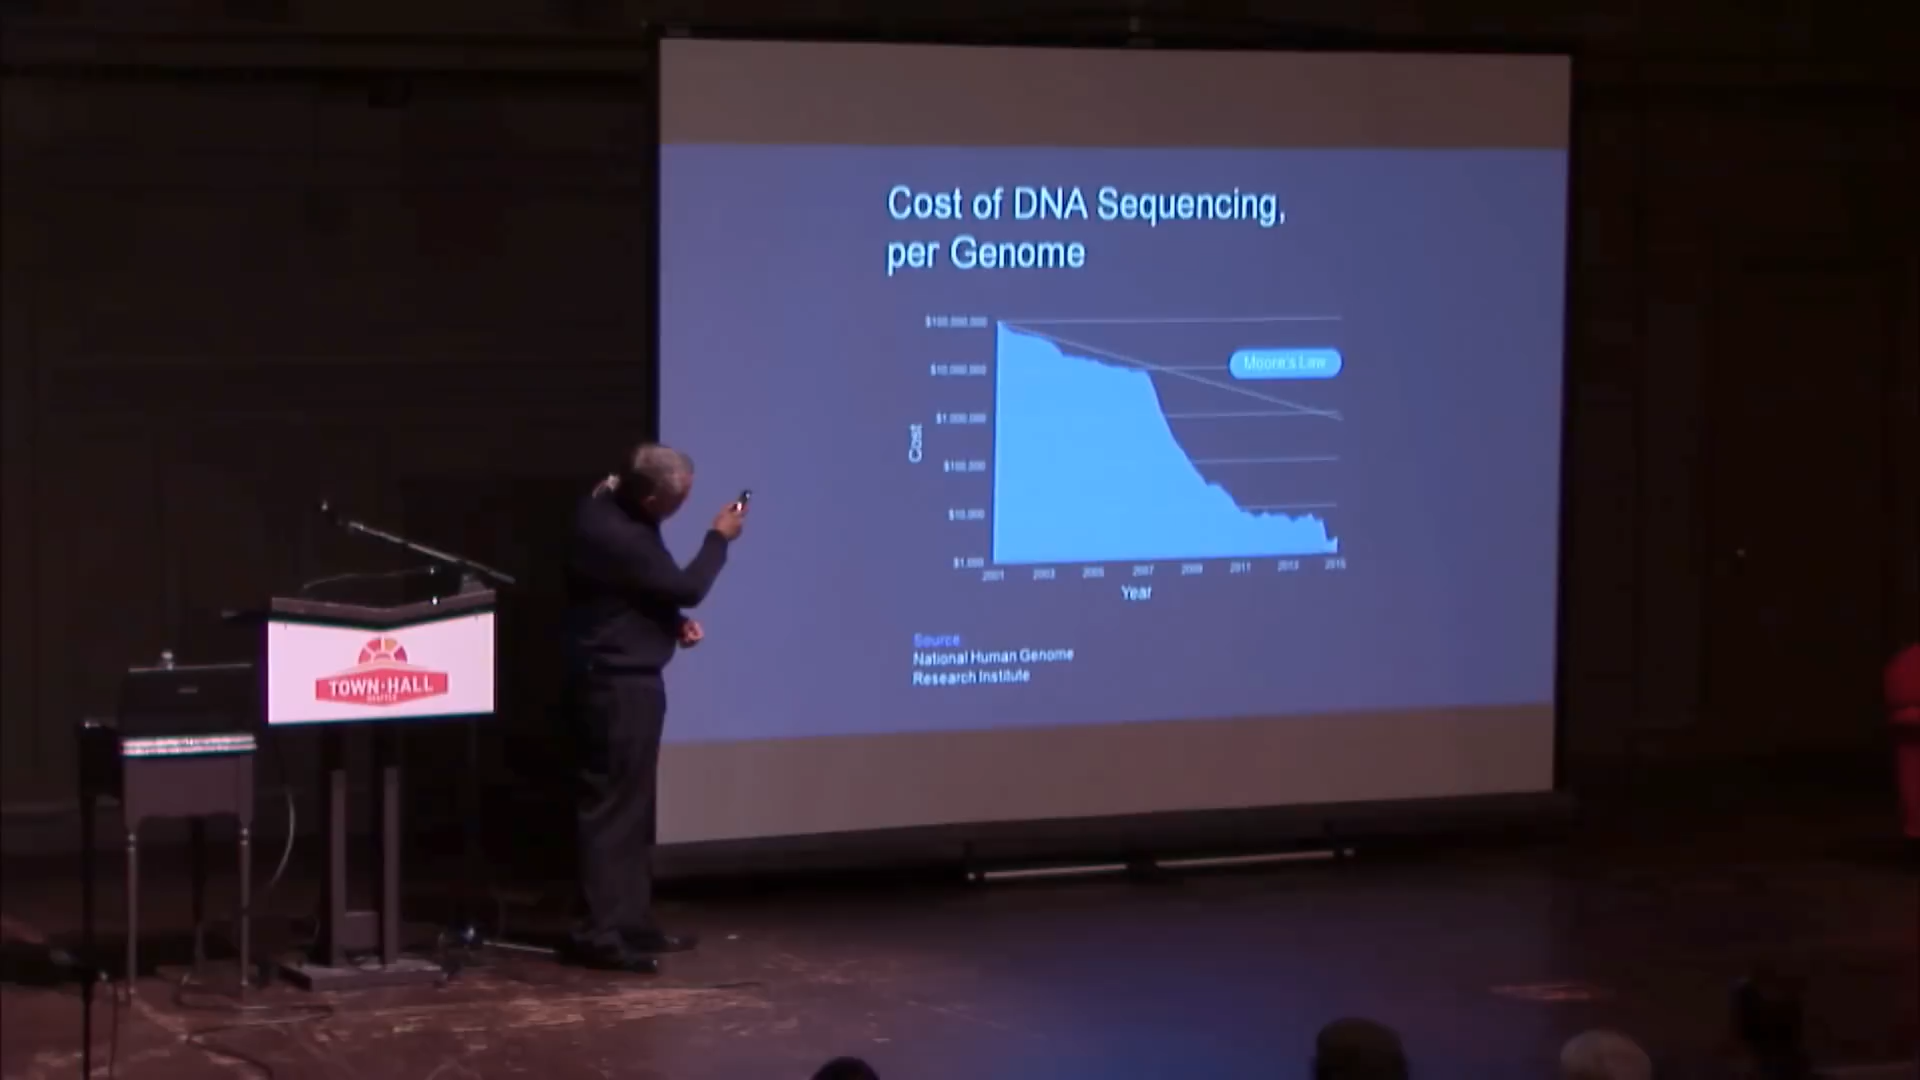 Cost of DNA Sequencing,
per Genome
$100,000,000
$10,000,000
$1,000,000
$100,000
$10,000
$1,000
Cost
Moore's Law
2001 2003 2005 2007 2009 2011 2013 2015
Year
Source
National Human Genome
Research Institute
TOWN HALL
SEATTLE